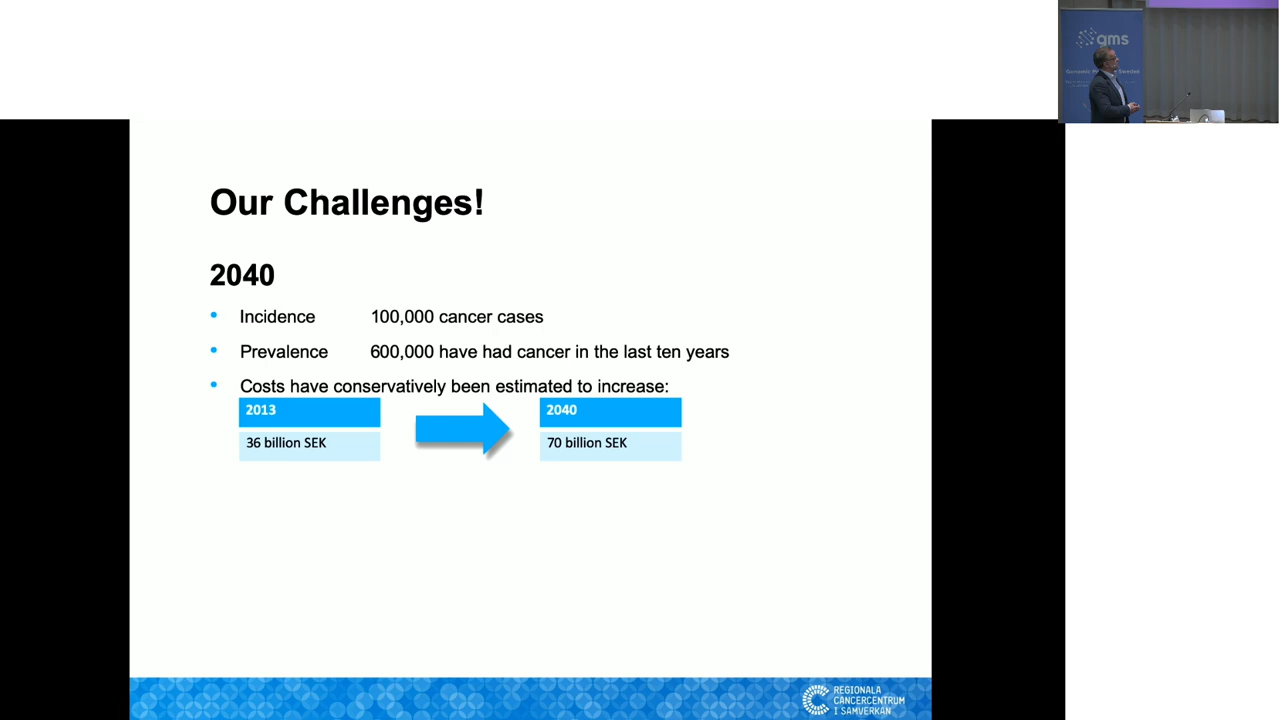 gms
Our Challenges!
2040
• Incidence 100,000 cancer cases
• Prevalence 600,000 have had cancer in the last ten years
• Costs have conservatively been estimated to increase:
2013 2040
36 billion SEK 70 billion SEK
REGIONALA
CANCERCENTRUM
I SAMVERKAN